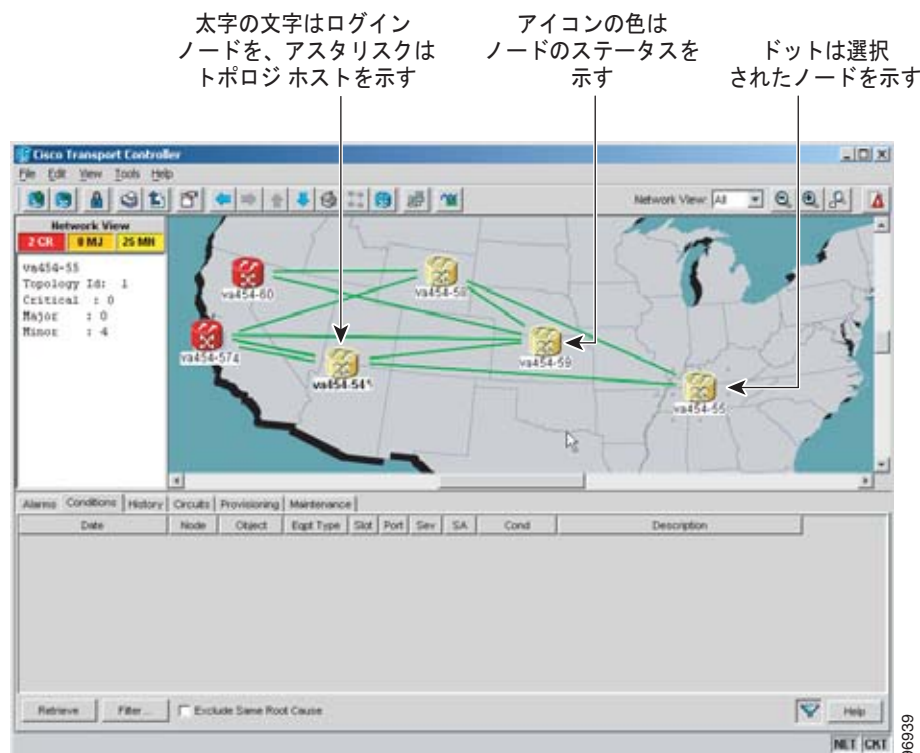 太字の文字はログイン
ノードを、アスタリスクは
トポロジ ホストを示す
アイコンの色は
ノードのステータスを
示す
ドットは選択
されたノードを示す
Cisco Transport Controller
File Edit View Tools Help
Network View: All
Network View
2 CR 8 MJ 25 MN
va454-55
Topology Id: 1
Critical : 0
Major : 0
Minor : 4
va454-60
va454-58
va454-574
va454-59
va454-54*
va454-55
Alarms Conditions History Circuits Provisioning Maintenance
Date Node Object Eqpt Type Slot Port Sev SA Cond Description
Retrieve Filter... Exclude Same Root Cause Help
NET CKT
96939